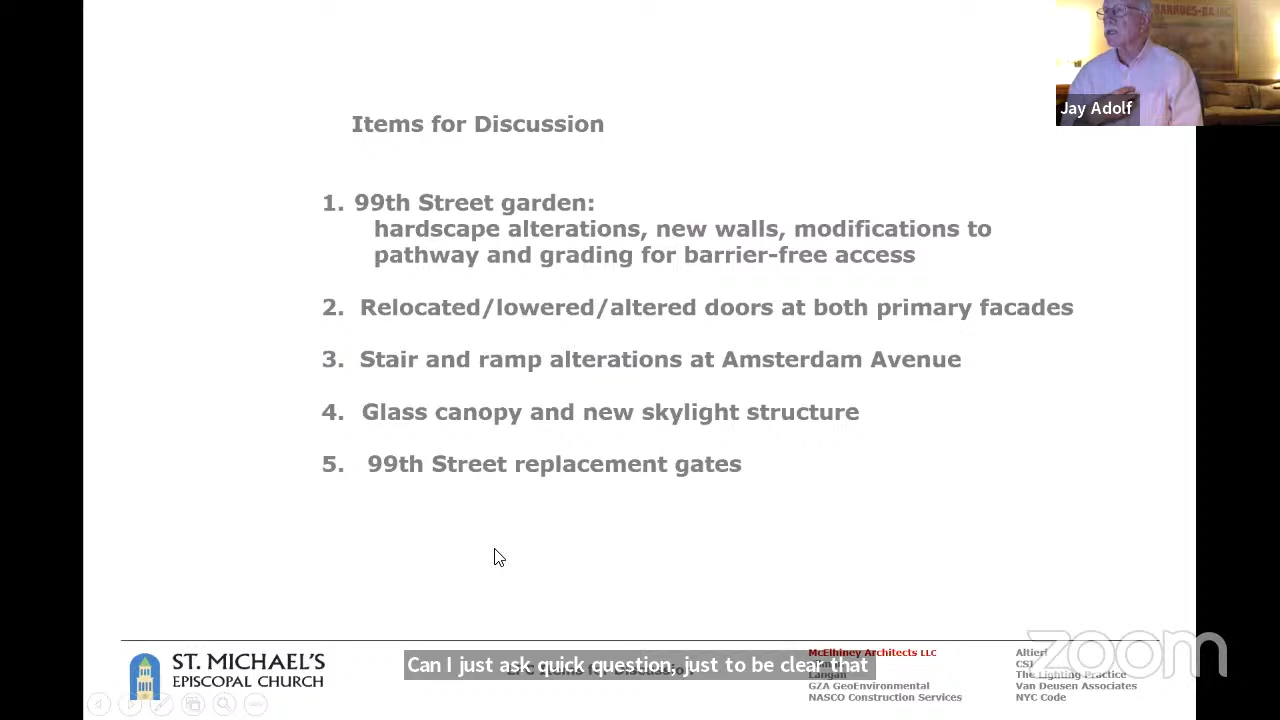 BARRUES-BA
Jay Adolf
Items for Discussion
1. 99th Street garden:
hardscape alterations, new walls, modifications to
pathway and grading for barrier-free access
2. Relocated/lowered/altered doors at both primary facades
3. Stair and ramp alterations at Amsterdam Avenue
4. Glass canopy and new skylight structure
5. 99th Street replacement gates
ST. MICHAEL'S
EPISCOPAL CHURCH
Can I just ask quick question, just to be clear that
McElhiney Architects LLC
Langan
GZA GeoEnvironmental
NASCO Construction Services
Altieri
CSI
The Lighting Practice
Van Deusen Associates
NYC Code
zoom